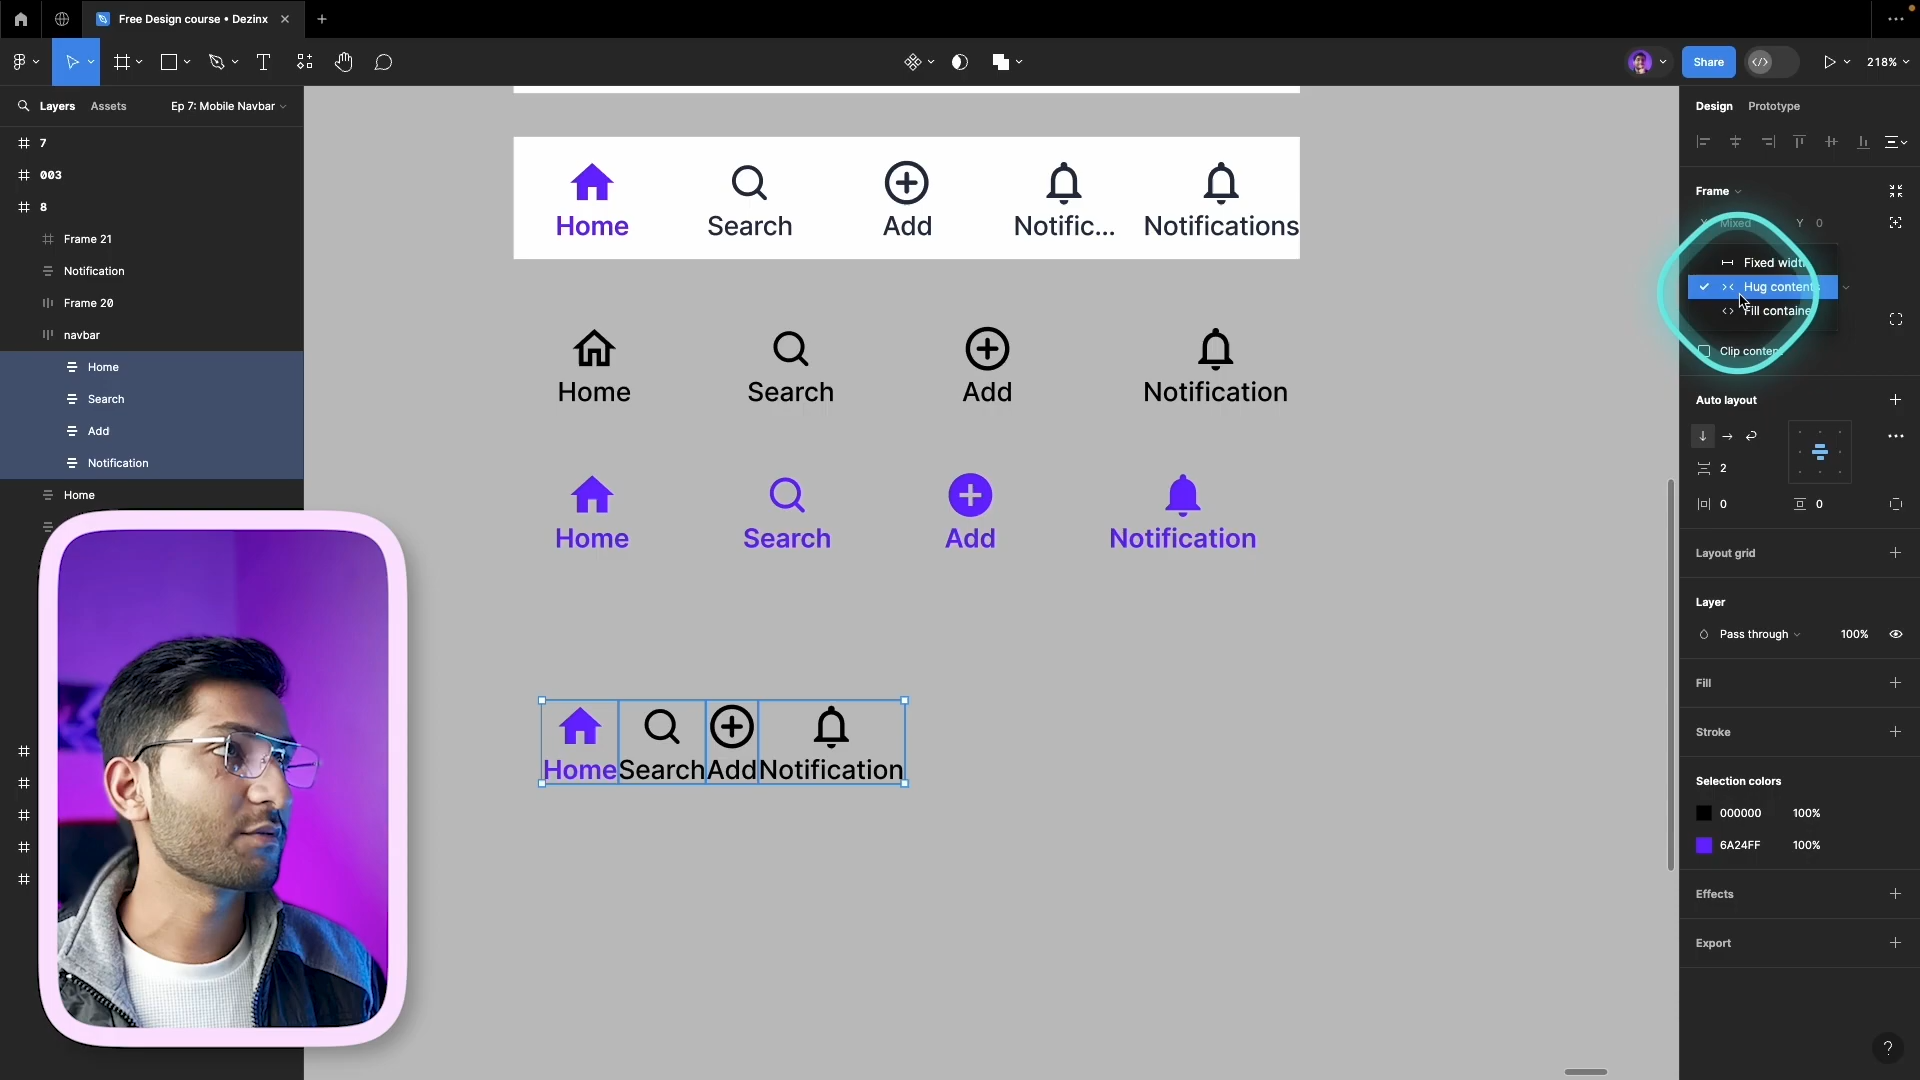 Free Design course • Dezinx
Share
218%
Layers
Assets
Ep 7: Mobile Navbar
7
003
8
Frame 21
Notification
Frame 20
navbar
Home
Search
Add
Notification
Home
Home
Search
Add
Notific...
Notifications
Home
Search
Add
Notification
Home
Search
Add
Notification
Home
Search
Add
Notification
Design
Prototype
Frame
X
Mixed
Y
0
Fixed width
Hug contents
Fill container
Clip content
Auto layout
2
0
0
Layout grid
Layer
Pass through
100%
Fill
Stroke
Selection colors
000000
100%
6A24FF
100%
Effects
Export
?